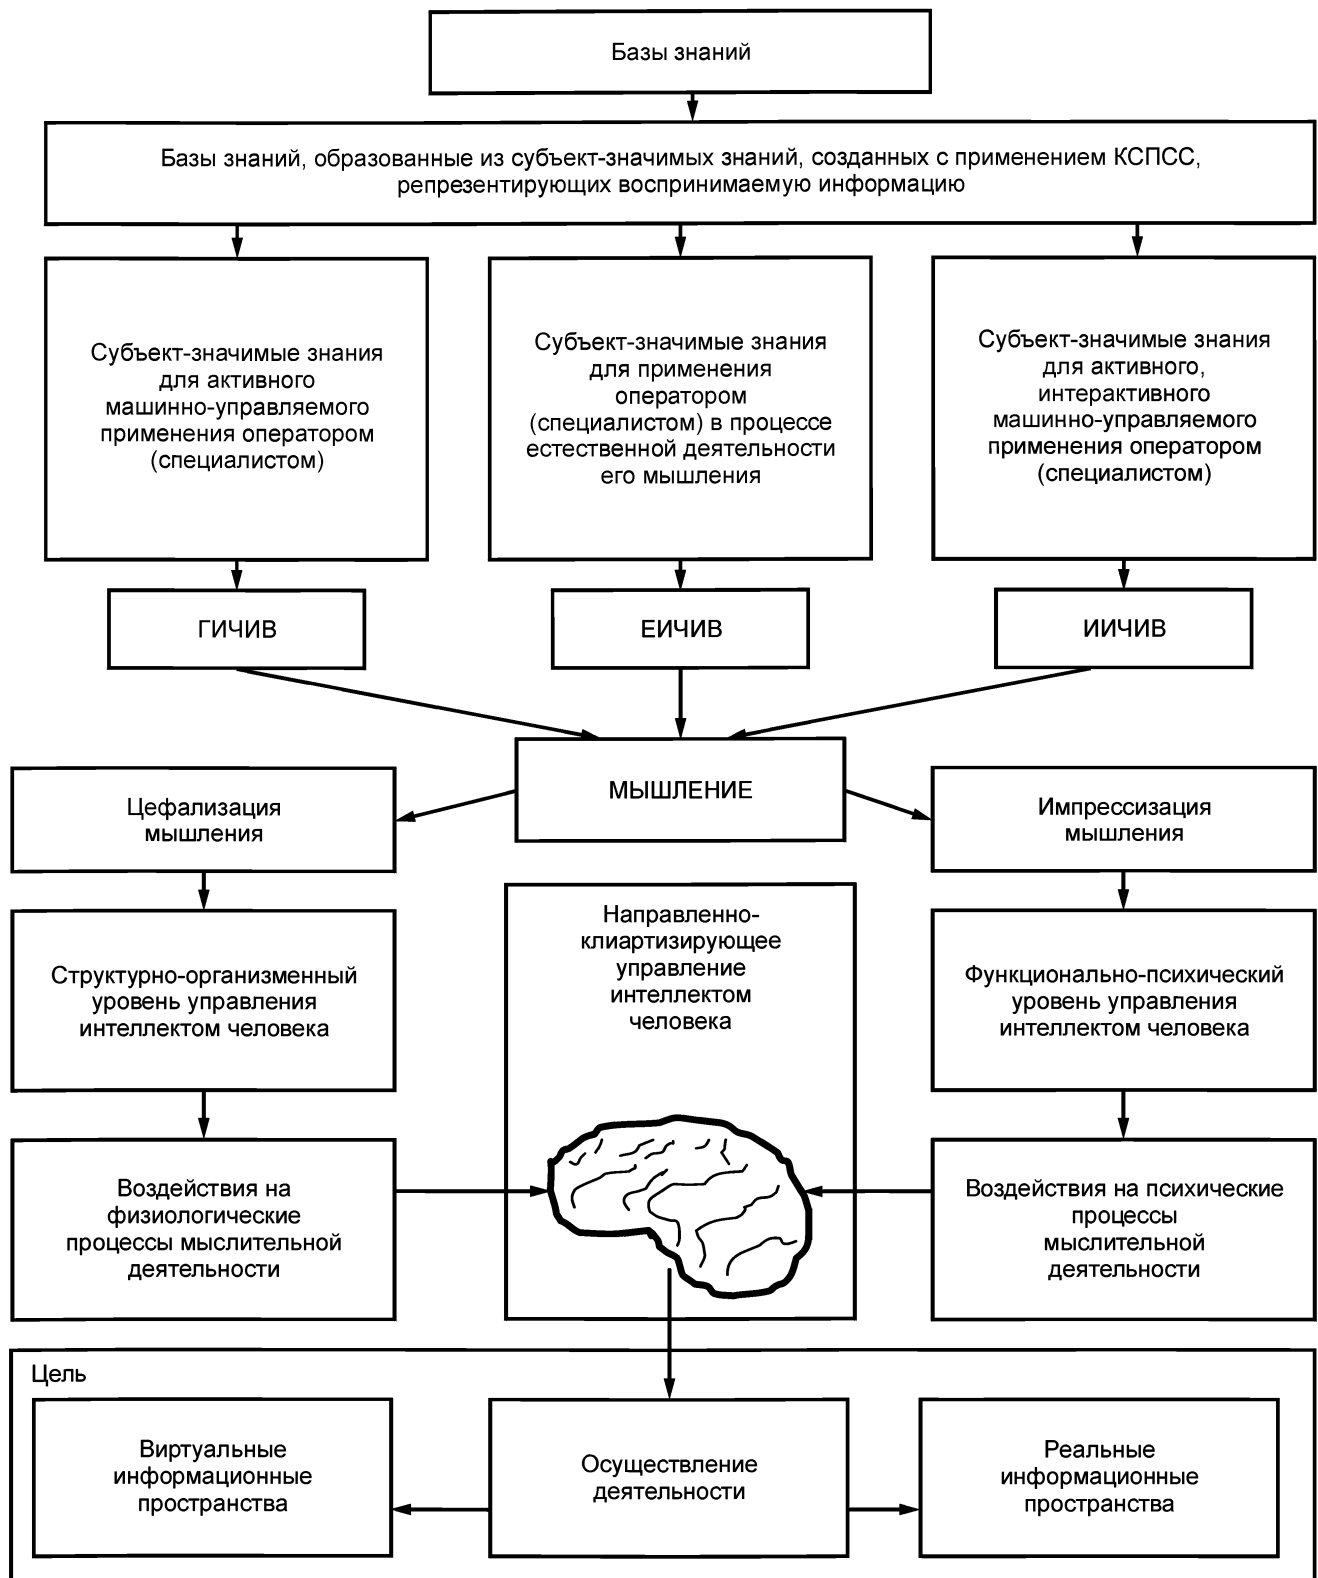 Базы знаний
Базы знаний, образованные из субъект-значимых знаний, созданных с применением КСПСС,
репрезентирующих воспринимаемую информацию
Субъект-значимые знания
для активного
машинно-управляемого
применения оператором
(специалистом)
Субъект-значимые знания
для применения
оператором
(специалистом) в процессе
естественной деятельности
его мышления
Субъект-значимые знания
для активного,
интерактивного
машинно-управляемого
применения оператором
(специалистом)
ГИЧИВ
ЕИЧИВ
ИИЧИВ
МЫШЛЕНИЕ
Цефализация
мышления
Импрессизация
мышления
Структурно-организменный
уровень управления
интеллектом человека
Направленно-
клиартизирующее
управление
интеллектом
человека
Функционально-психический
уровень управления
интеллектом человека
Воздействия на
физиологические
процессы мыслительной
деятельности
Воздействия на психические
процессы
мыслительной
деятельности
Цель
Виртуальные
информационные
пространства
Осуществление
деятельности
Реальные
информационные
пространства